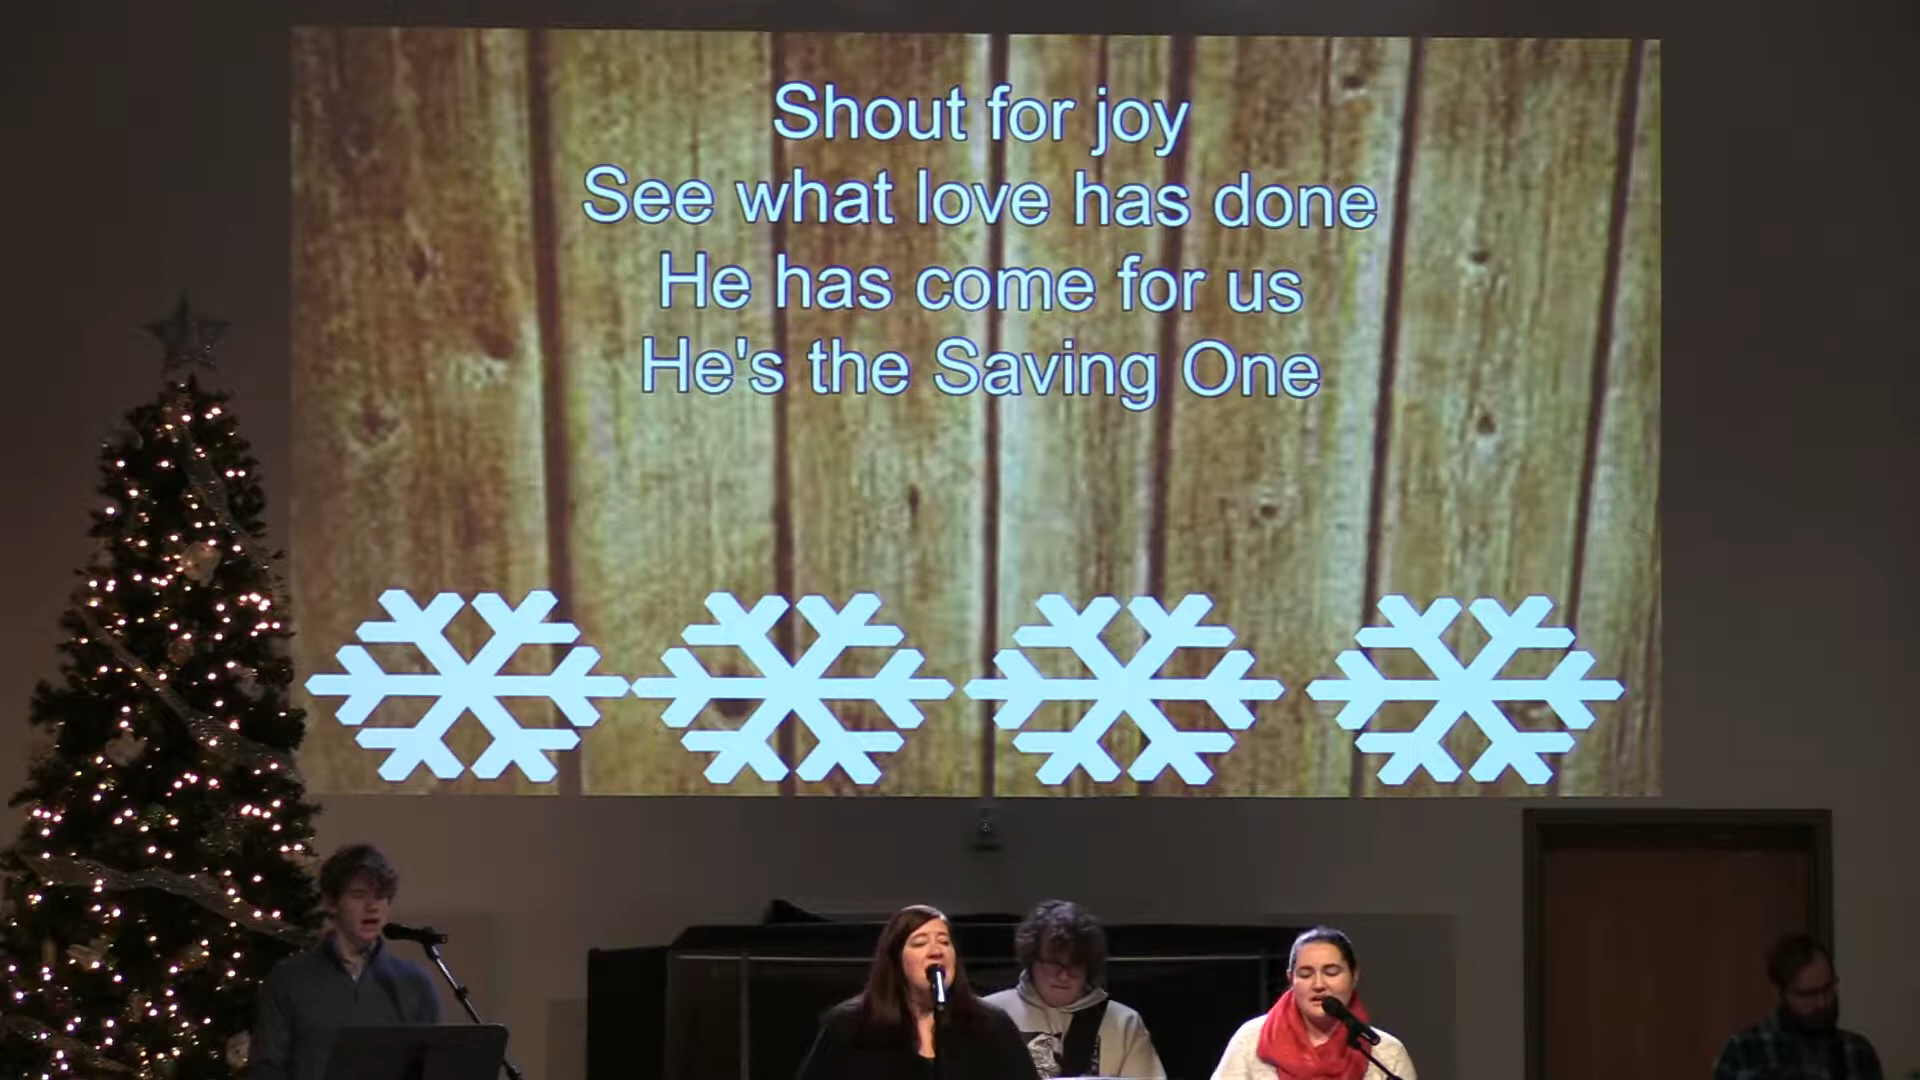 Shout for joy
See what love has done
He has come for us
He's the Saving One